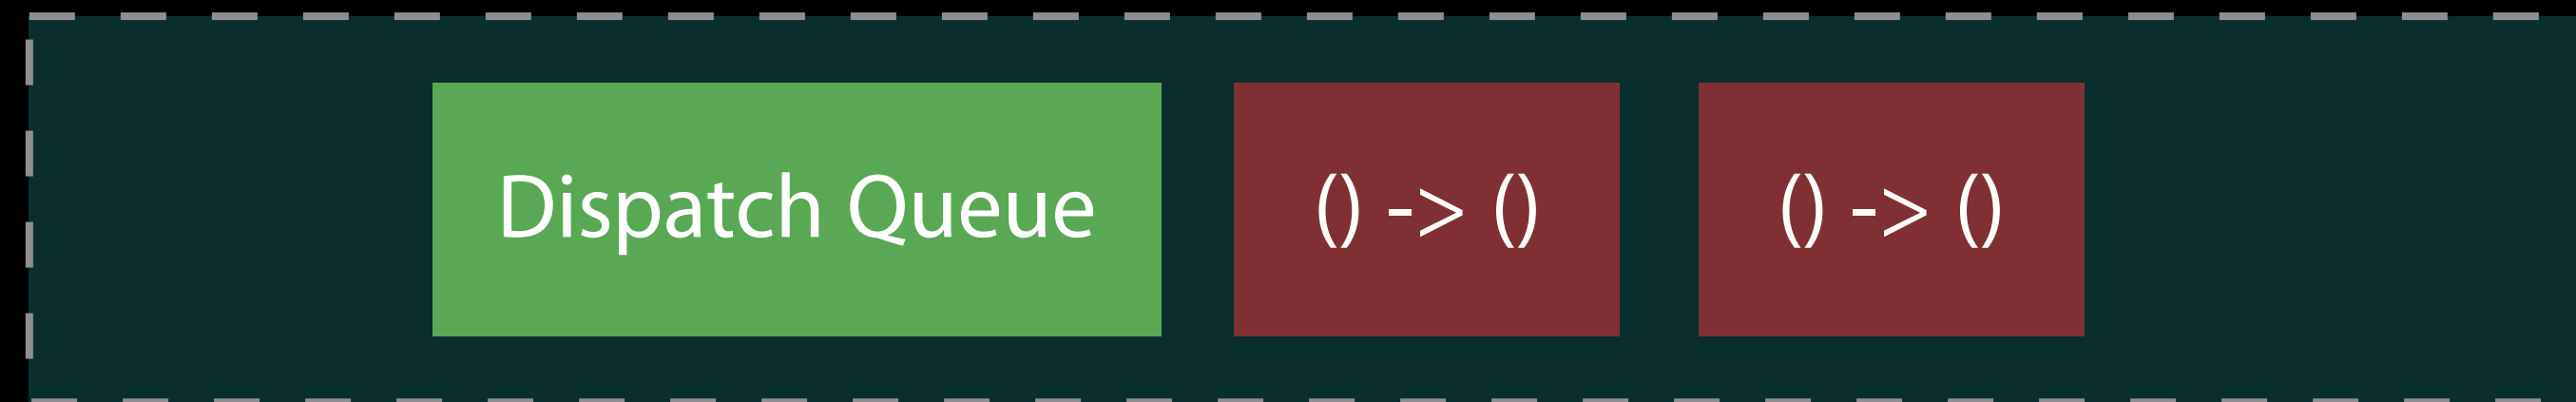 Dispatch Queue () -> () () -> ()